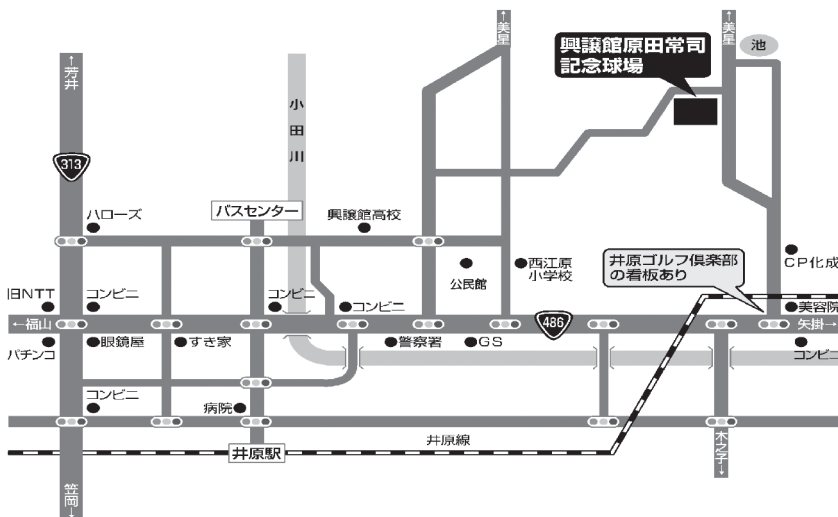 ↑美星
↑美星
池
↑芳井
興譲館原田常司
記念球場
小田川
313
ハローズ
バスセンター
興譲館高校
公民館
西江原
小学校
井原ゴルフ倶楽部
の看板あり
CP化成
旧NTT
コンビニ
コンビニ
コンビニ
美容院
←福山
486
矢掛→
パチンコ
眼鏡屋
すき家
警察署
GS
コンビニ
コンビニ
病院
井原駅
井原線
木之子↓
笠岡↓